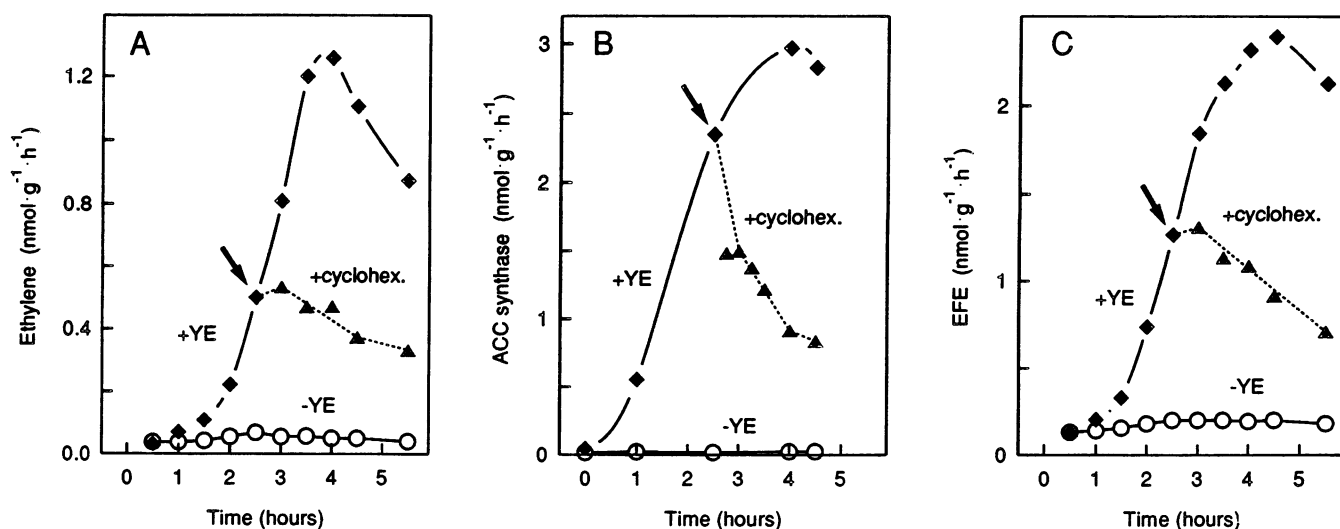 A
Ethylene (nmol·g⁻¹·h⁻¹)
1.2
0.8
0.4
0.0
+cyclohex.
+YE
-YE
0 1 2 3 4 5
Time (hours)
B
ACC synthase (nmol·g⁻¹·h⁻¹)
3
2
1
0
+cyclohex.
+YE
-YE
0 1 2 3 4 5
Time (hours)
C
EFE (nmol·g⁻¹·h⁻¹)
2
1
0
+cyclohex.
+YE
-YE
0 1 2 3 4 5
Time (hours)